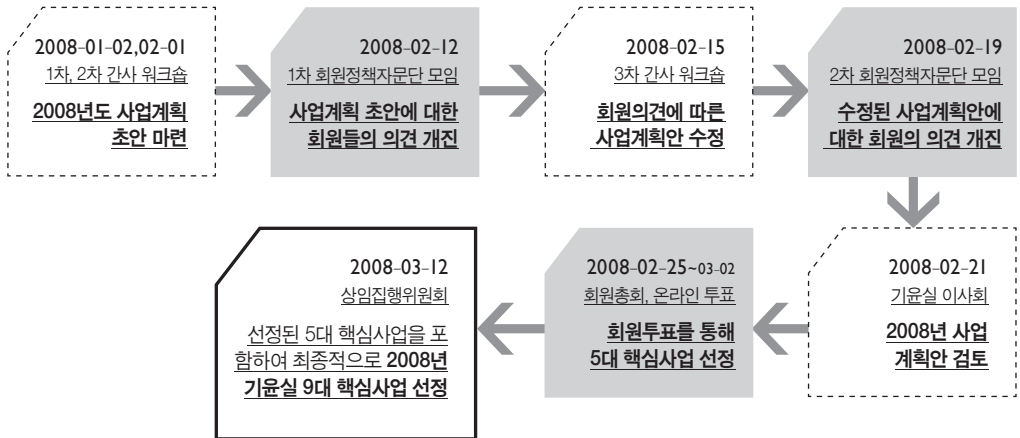 2008-01-02,02-01
1차, 2차 간사 워크숍
2008년도 사업계획
초안 마련
2008-02-12
1차 회원정책자문단 모임
사업계획 초안에 대한
회원들의 의견 개진
2008-02-15
3차 간사 워크숍
회원의견에 따른
사업계획안 수정
2008-02-19
2차 회원정책자문단 모임
수정된 사업계획안에
대한 회원의 의견 개진
2008-02-21
기윤실 이사회
2008년 사업
계획안 검토
2008-02-25~03-02
회원총회, 온라인 투표
회원투표를 통해
5대 핵심사업 선정
2008-03-12
상임집행위원회
선정된 5대 핵심사업을 포
함하여 최종적으로 2008년
기윤실 9대 핵심사업 선정